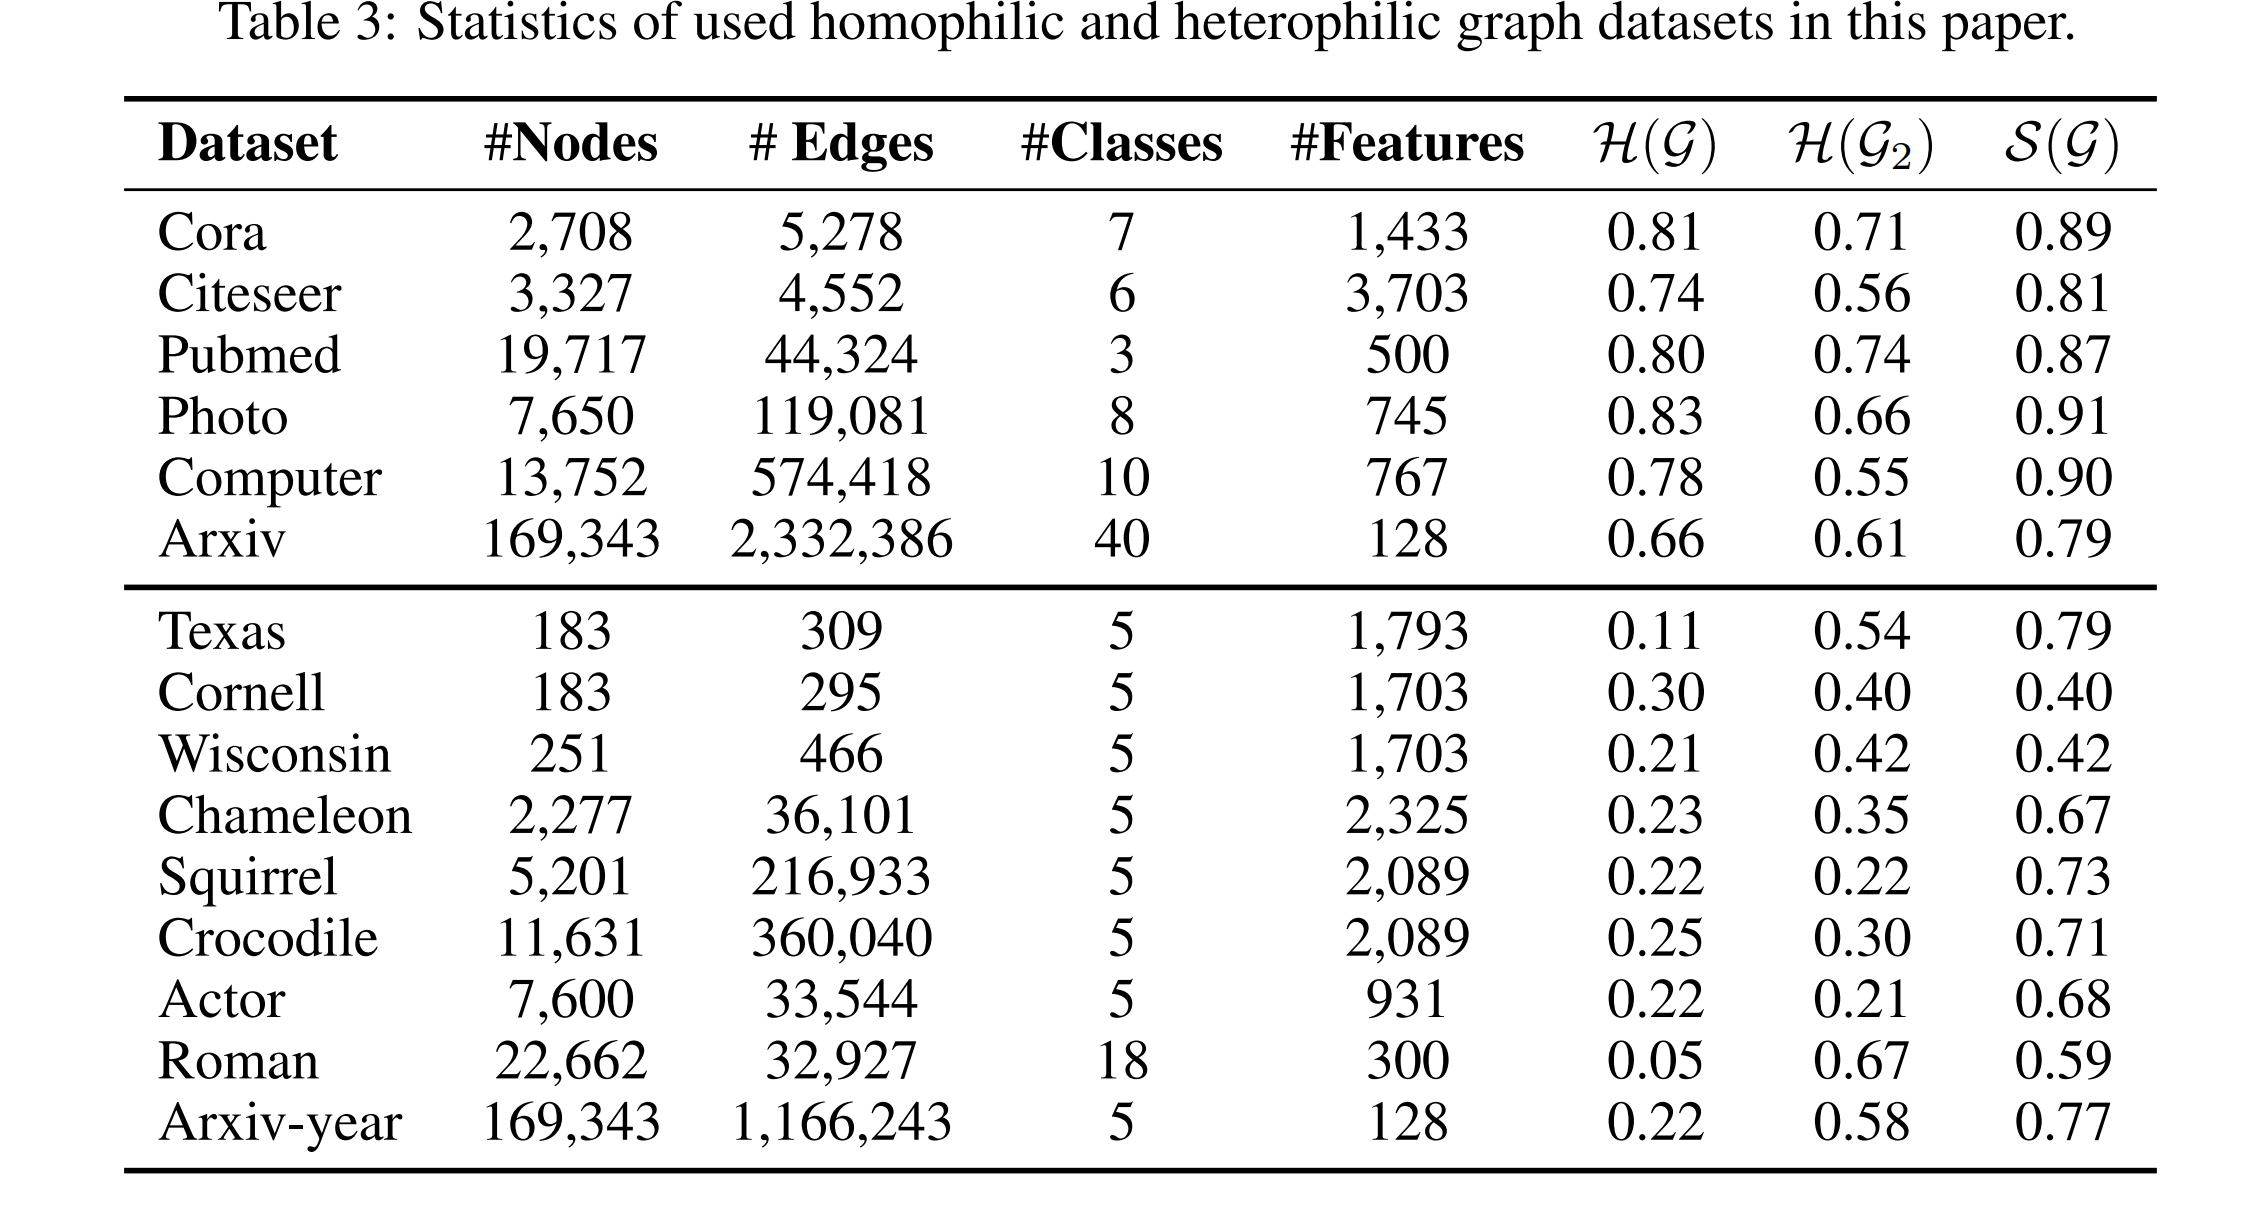 Table 3: Statistics of used homophilic and heterophilic graph datasets in this paper.
Dataset #Nodes # Edges #Classes #Features ℋ(𝒢) ℋ(𝒢₂) 𝒮(𝒢)
Cora 2,708 5,278 7 1,433 0.81 0.71 0.89
Citeseer 3,327 4,552 6 3,703 0.74 0.56 0.81
Pubmed 19,717 44,324 3 500 0.80 0.74 0.87
Photo 7,650 119,081 8 745 0.83 0.66 0.91
Computer 13,752 574,418 10 767 0.78 0.55 0.90
Arxiv 169,343 2,332,386 40 128 0.66 0.61 0.79
Texas 183 309 5 1,793 0.11 0.54 0.79
Cornell 183 295 5 1,703 0.30 0.40 0.40
Wisconsin 251 466 5 1,703 0.21 0.42 0.42
Chameleon 2,277 36,101 5 2,325 0.23 0.35 0.67
Squirrel 5,201 216,933 5 2,089 0.22 0.22 0.73
Crocodile 11,631 360,040 5 2,089 0.25 0.30 0.71
Actor 7,600 33,544 5 931 0.22 0.21 0.68
Roman 22,662 32,927 18 300 0.05 0.67 0.59
Arxiv-year 169,343 1,166,243 5 128 0.22 0.58 0.77